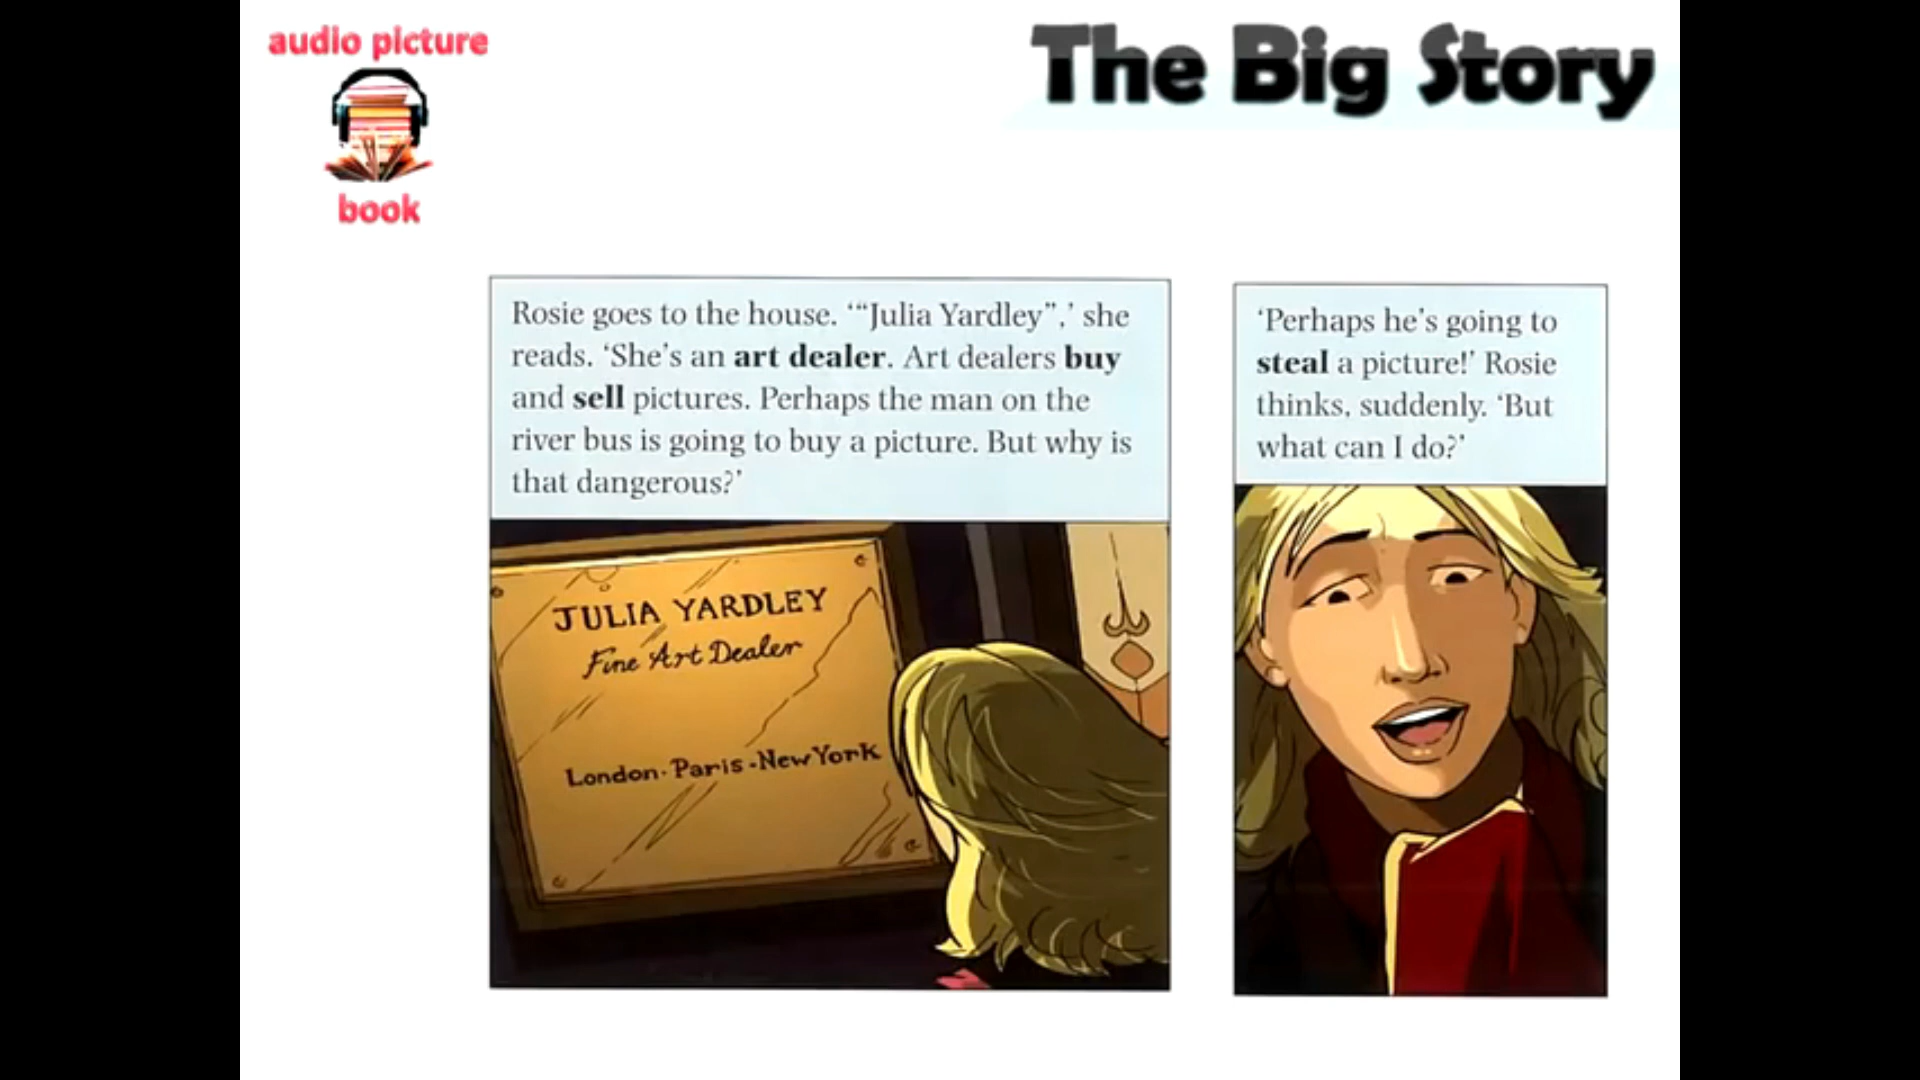 audio picture
book
The Big Story
Rosie goes to the house. ‘“Julia Yardley”,’ she
reads. ‘She’s an art dealer. Art dealers buy
and sell pictures. Perhaps the man on the
river bus is going to buy a picture. But why is
that dangerous?’
JULIA YARDLEY
Fine Art Dealer
London·Paris-New York
‘Perhaps he’s going to
steal a picture!’ Rosie
thinks, suddenly. ‘But
what can I do?’